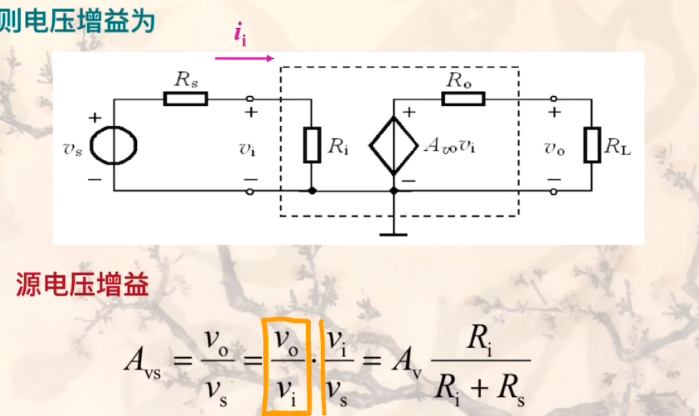 则电压增益为
i_i
R_s R_o
+ + + +
v_s v_i R_i A_{vo}v_i v_o R_L
− − − −
源电压增益
A_{vs} = \frac{v_o}{v_s} = \frac{v_o}{v_i} · \frac{v_i}{v_s} = A_v \frac{R_i}{R_i + R_s}